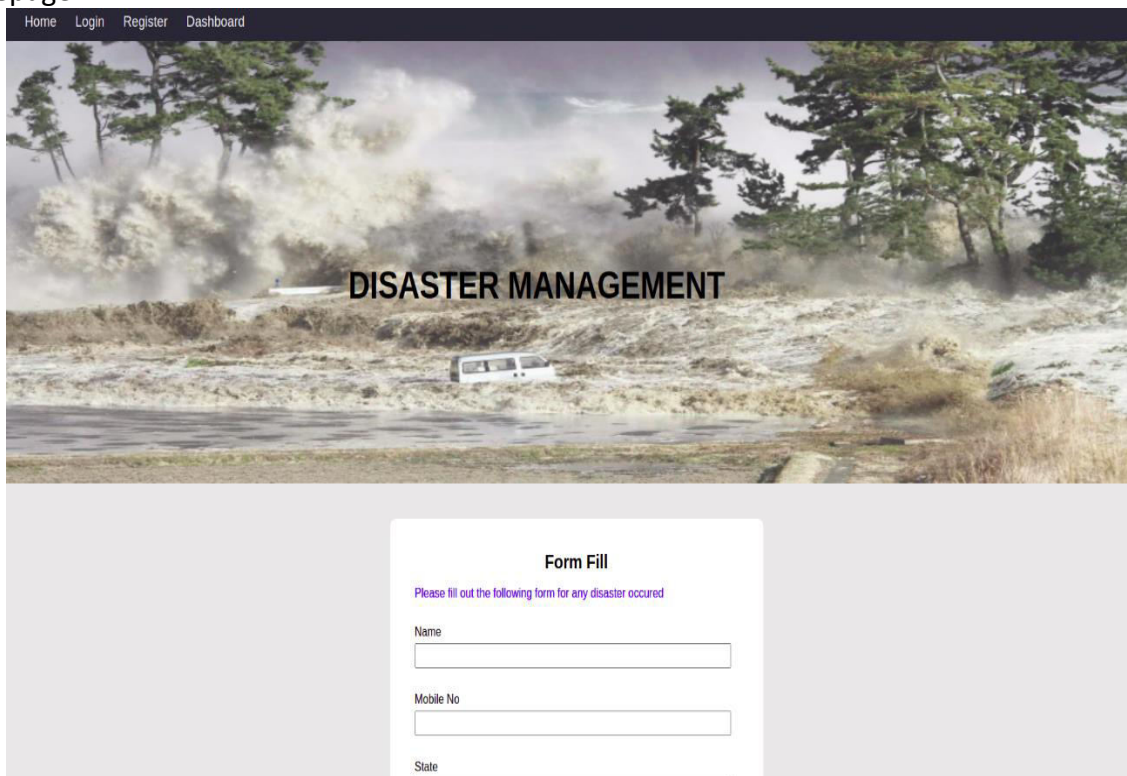 Home Login Register Dashboard
DISASTER MANAGEMENT
Form Fill
Please fill out the following form for any disaster occured
Name
Mobile No
State